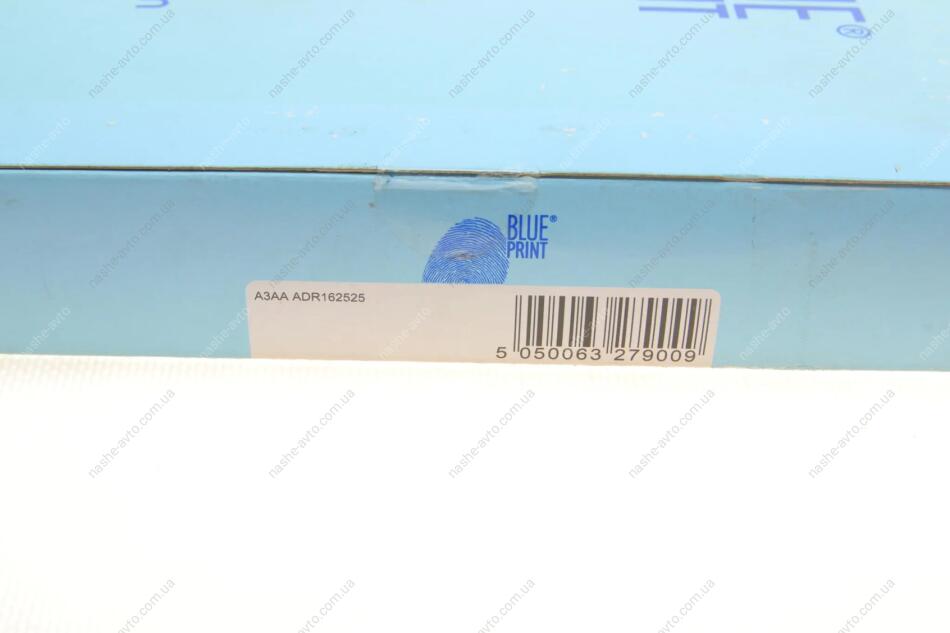 BLUE®
PRINT
A3AA ADR162525
5 050063 279009
nashe-avto.com.ua